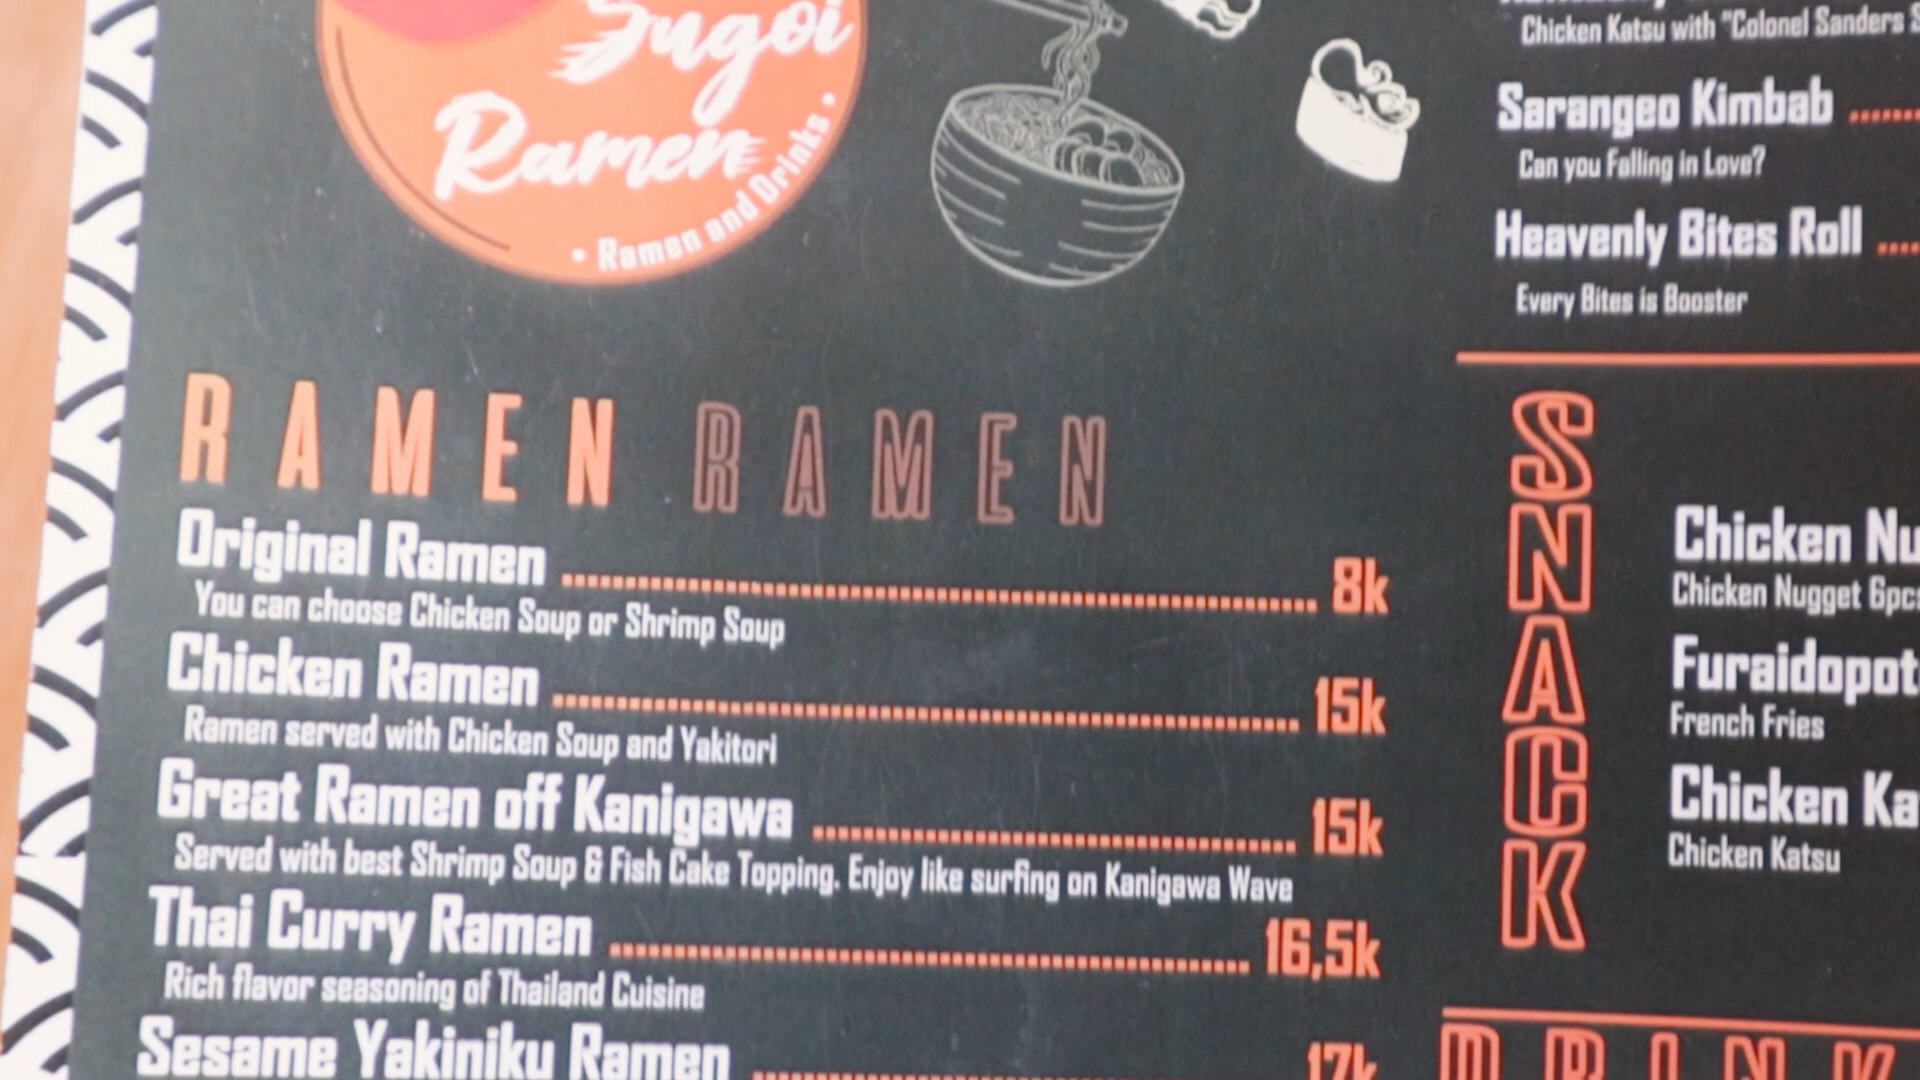 Sugoi
Ramen
• Ramen and Drinks •
RAMEN RAMEN
Original Ramen 8k
You can choose Chicken Soup or Shrimp Soup
Chicken Ramen 15k
Ramen served with Chicken Soup and Yakitori
Great Ramen off Kanigawa 15k
Served with best Shrimp Soup & Fish Cake Topping. Enjoy like surfing on Kanigawa Wave
Thai Curry Ramen 16,5k
Rich flavor seasoning of Thailand Cuisine
Sesame Yakiniku Ramen 17k
Chicken Katsu with "Colonel Sanders
Sarangeo Kimbab
Can you Falling in Love?
Heavenly Bites Roll
Every Bites is Booster
SNACK
Chicken Nu
Chicken Nugget 6pcs
Furaidopot
French Fries
Chicken Ka
Chicken Katsu
DRINK